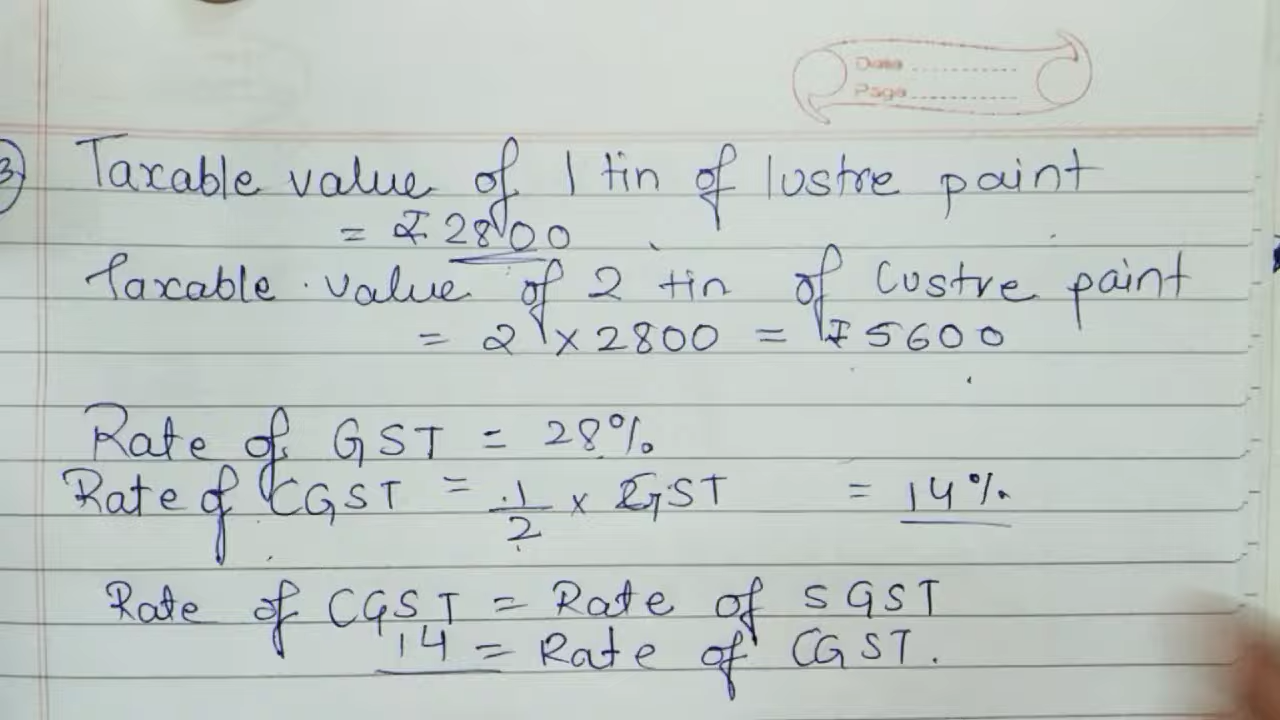 Date ..............
Page ..............
3) Taxable value of 1 tin of lustre paint
= ₹2800
Taxable value of 2 tin of Custre paint
= 2 × 2800 = ₹5600
Rate of GST = 28%.
Rate of CGST = 1/2 × GST = 14%.
Rate of CGST = Rate of SGST
14 = Rate of CGST.